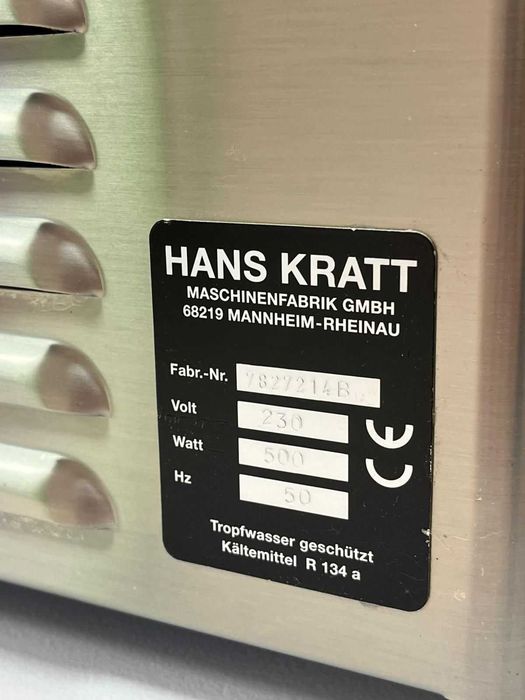 HANS KRATT
MASCHINENFABRIK GMBH
68219 MANNHEIM-RHEINAU
Fabr.-Nr. 7827214B
Volt 230
Watt 500
Hz 50
CE
Tropfwasser geschützt
Kältemittel R 134 a